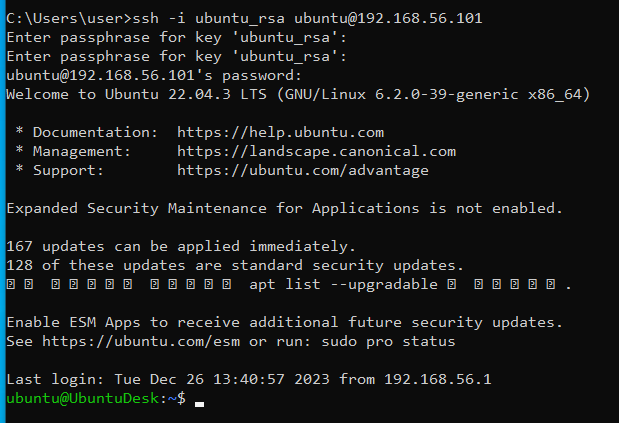 C:\Users\user>ssh -i ubuntu_rsa ubuntu@192.168.56.101
Enter passphrase for key 'ubuntu_rsa':
Enter passphrase for key 'ubuntu_rsa':
ubuntu@192.168.56.101's password:
Welcome to Ubuntu 22.04.3 LTS (GNU/Linux 6.2.0-39-generic x86_64)
* Documentation:  https://help.ubuntu.com
* Management:     https://landscape.canonical.com
* Support:        https://ubuntu.com/advantage
Expanded Security Maintenance for Applications is not enabled.
167 updates can be applied immediately.
128 of these updates are standard security updates.
apt list --upgradable .
Enable ESM Apps to receive additional future security updates.
See https://ubuntu.com/esm or run: sudo pro status
Last login: Tue Dec 26 13:40:57 2023 from 192.168.56.1
ubuntu@UbuntuDesk:~$